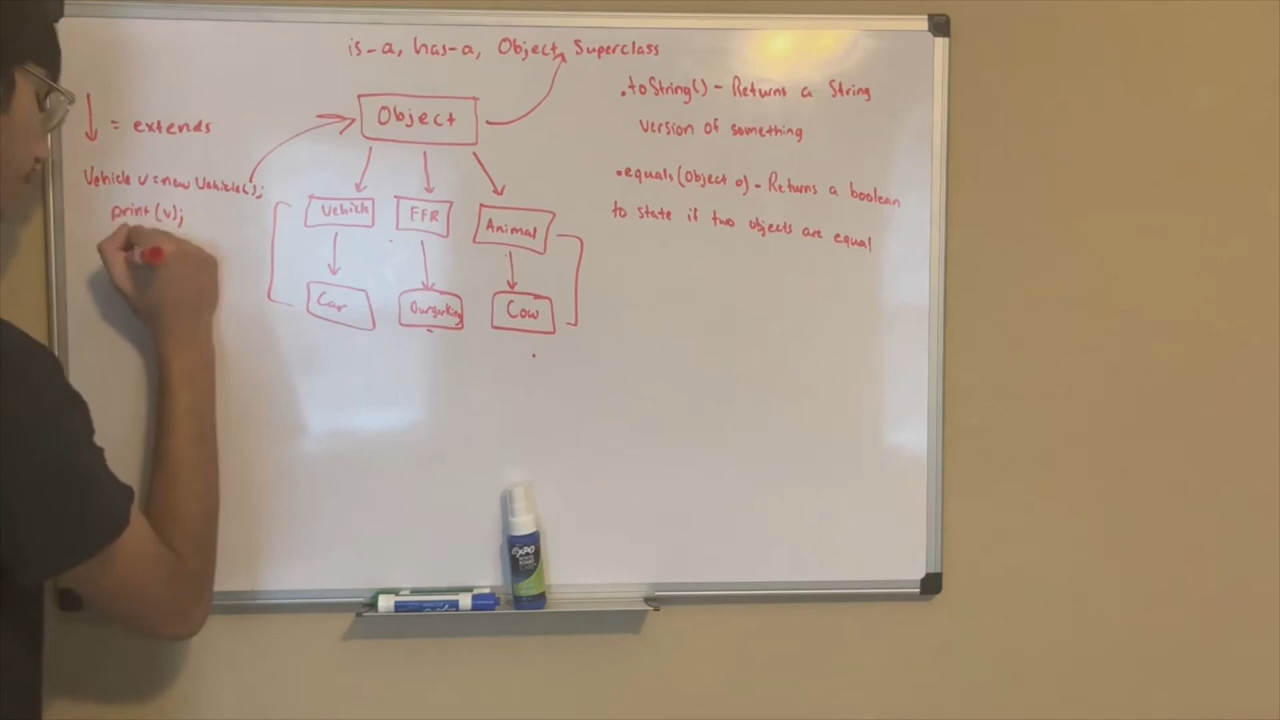 is-a, has-a, Object Superclass
Object
↓ = extends
Vehicle v = new Vehicle();
print(v);
Vehicle
FFR
Animal
Car
Cow
.toString() - Returns a String
version of something
.equals(Object o) - Returns a boolean
to state if two objects are equal
EXPO